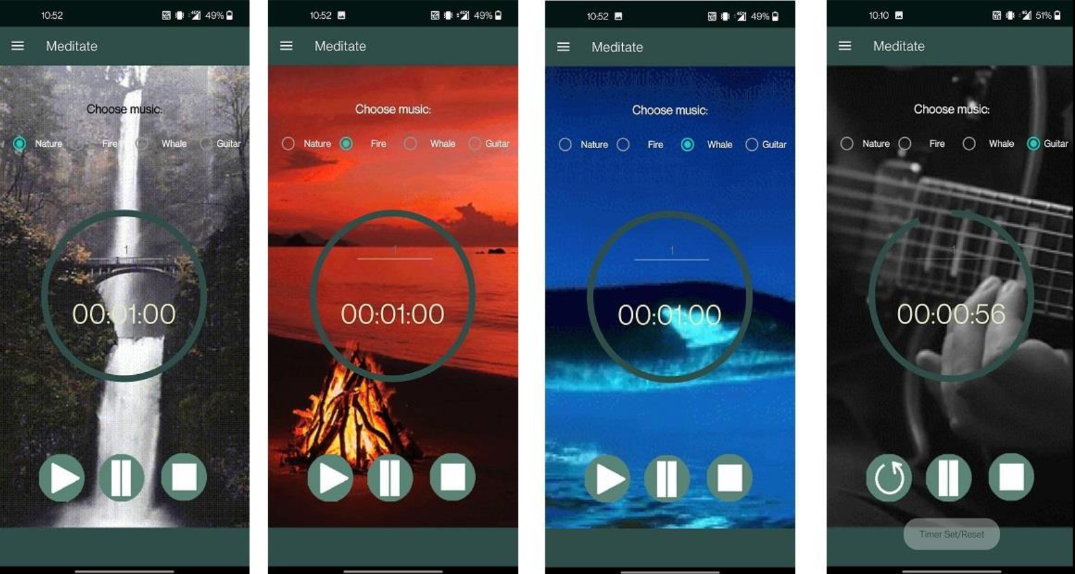 10:52 49%
Meditate
Choose music:
Nature Fire Whale Guitar
1
00:01:00
10:52 49%
Meditate
Choose music:
Nature Fire Whale Guitar
1
00:01:00
10:52 49%
Meditate
Choose music:
Nature Fire Whale Guitar
1
00:01:00
10:10 51%
Meditate
Choose music:
Nature Fire Whale Guitar
1
00:00:56
Timer Set/Reset